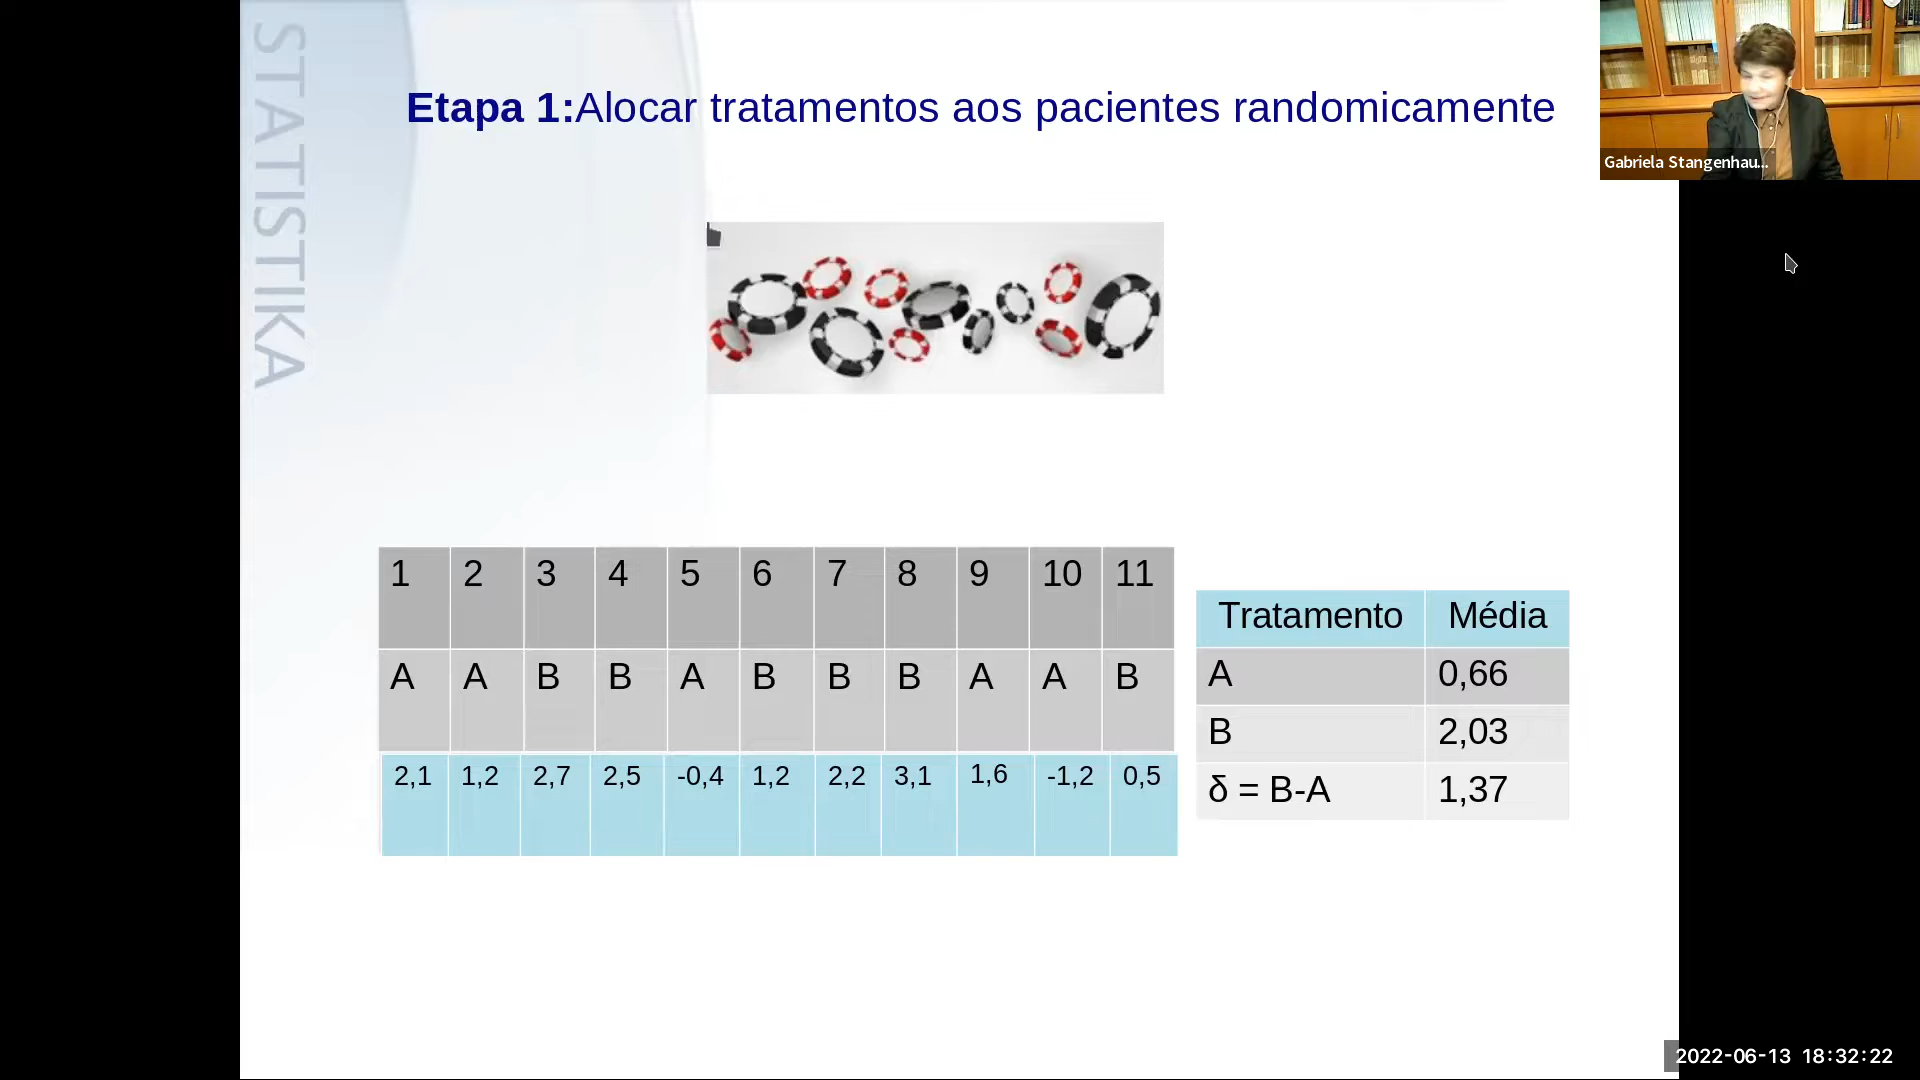 STATISTIKA
Etapa 1:Alocar tratamentos aos pacientes randomicamente
Gabriela Stangenhau...
1 2 3 4 5 6 7 8 9 10 11
A A B B A B B B A A B
2,1 1,2 2,7 2,5 -0,4 1,2 2,2 3,1 1,6 -1,2 0,5
Tratamento Média
A 0,66
B 2,03
δ = B-A 1,37
2022-06-13 18:32:22